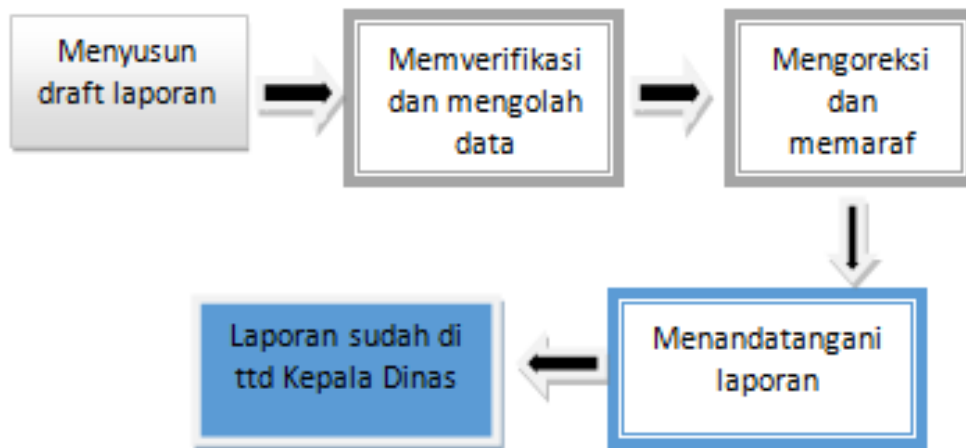 Menyusun
draft laporan
Memverifikasi
dan mengolah
data
Mengoreksi
dan
memaraf
Menandatangani
laporan
Laporan sudah di
ttd Kepala Dinas